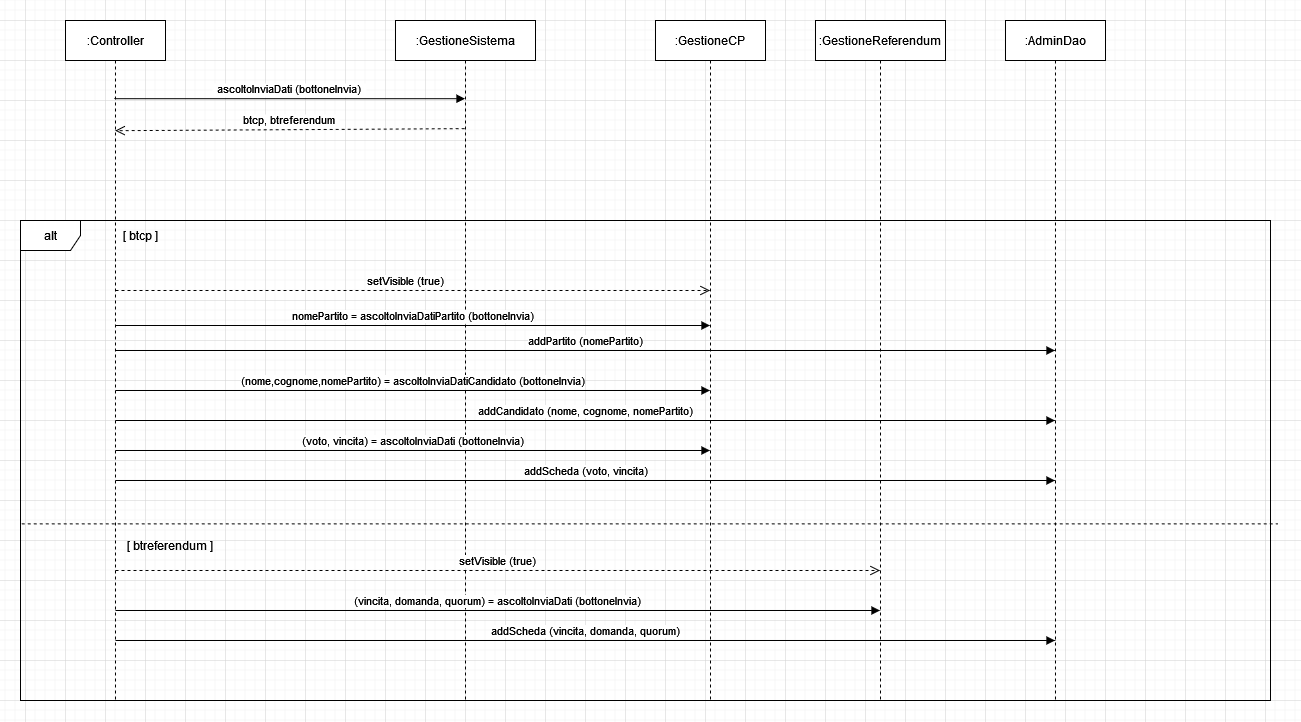 :Controller
:GestioneSistema
:GestioneCP
:GestioneReferendum
:AdminDao
ascoltoInviaDati (bottoneInvia)
btcp, btreferendum
alt
[ btcp ]
setVisible (true)
nomePartito = ascoltoInviaDatiPartito (bottoneInvia)
addPartito (nomePartito)
(nome,cognome,nomePartito) = ascoltoInviaDatiCandidato (bottoneInvia)
addCandidato (nome, cognome, nomePartito)
(voto, vincita) = ascoltoInviaDati (bottoneInvia)
addScheda (voto, vincita)
[ btreferendum ]
setVisible (true)
(vincita, domanda, quorum) = ascoltoInviaDati (bottoneInvia)
addScheda (vincita, domanda, quorum)